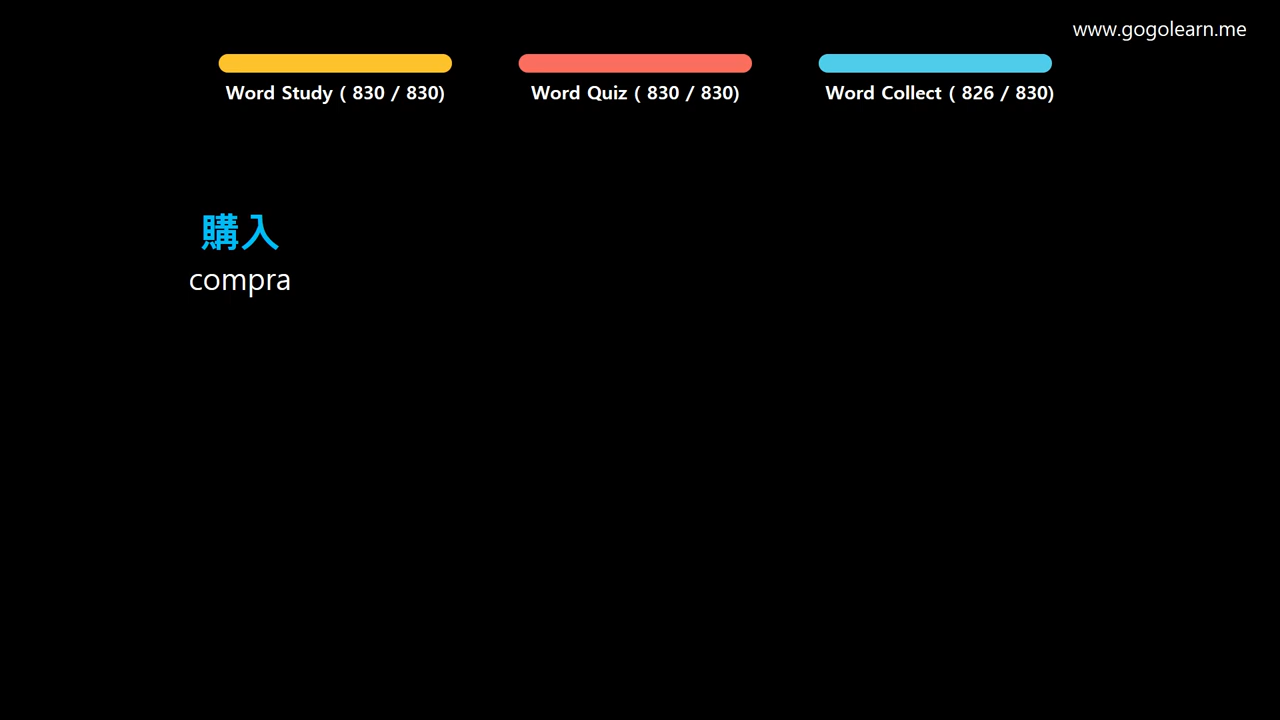 www.gogolearn.me
Word Study ( 830 / 830)
Word Quiz ( 830 / 830)
Word Collect ( 826 / 830)
購入
compra